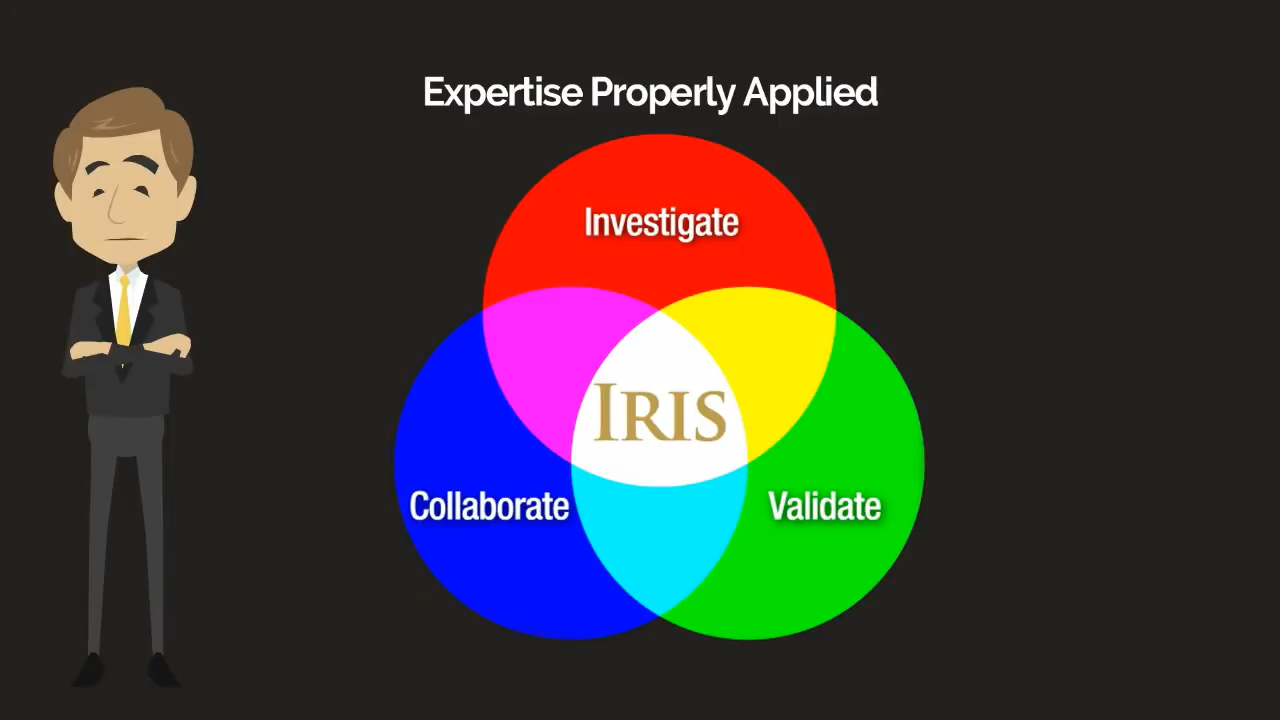 Expertise Properly Applied
Investigate
IRIS
Collaborate
Validate